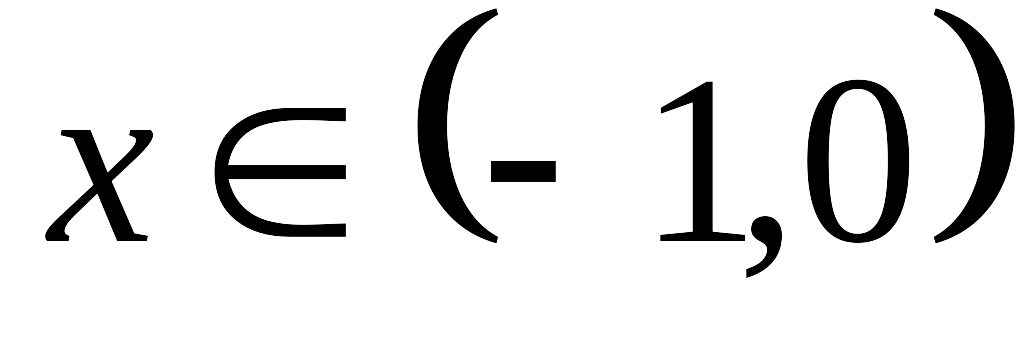 x ∈ (- 1,0)